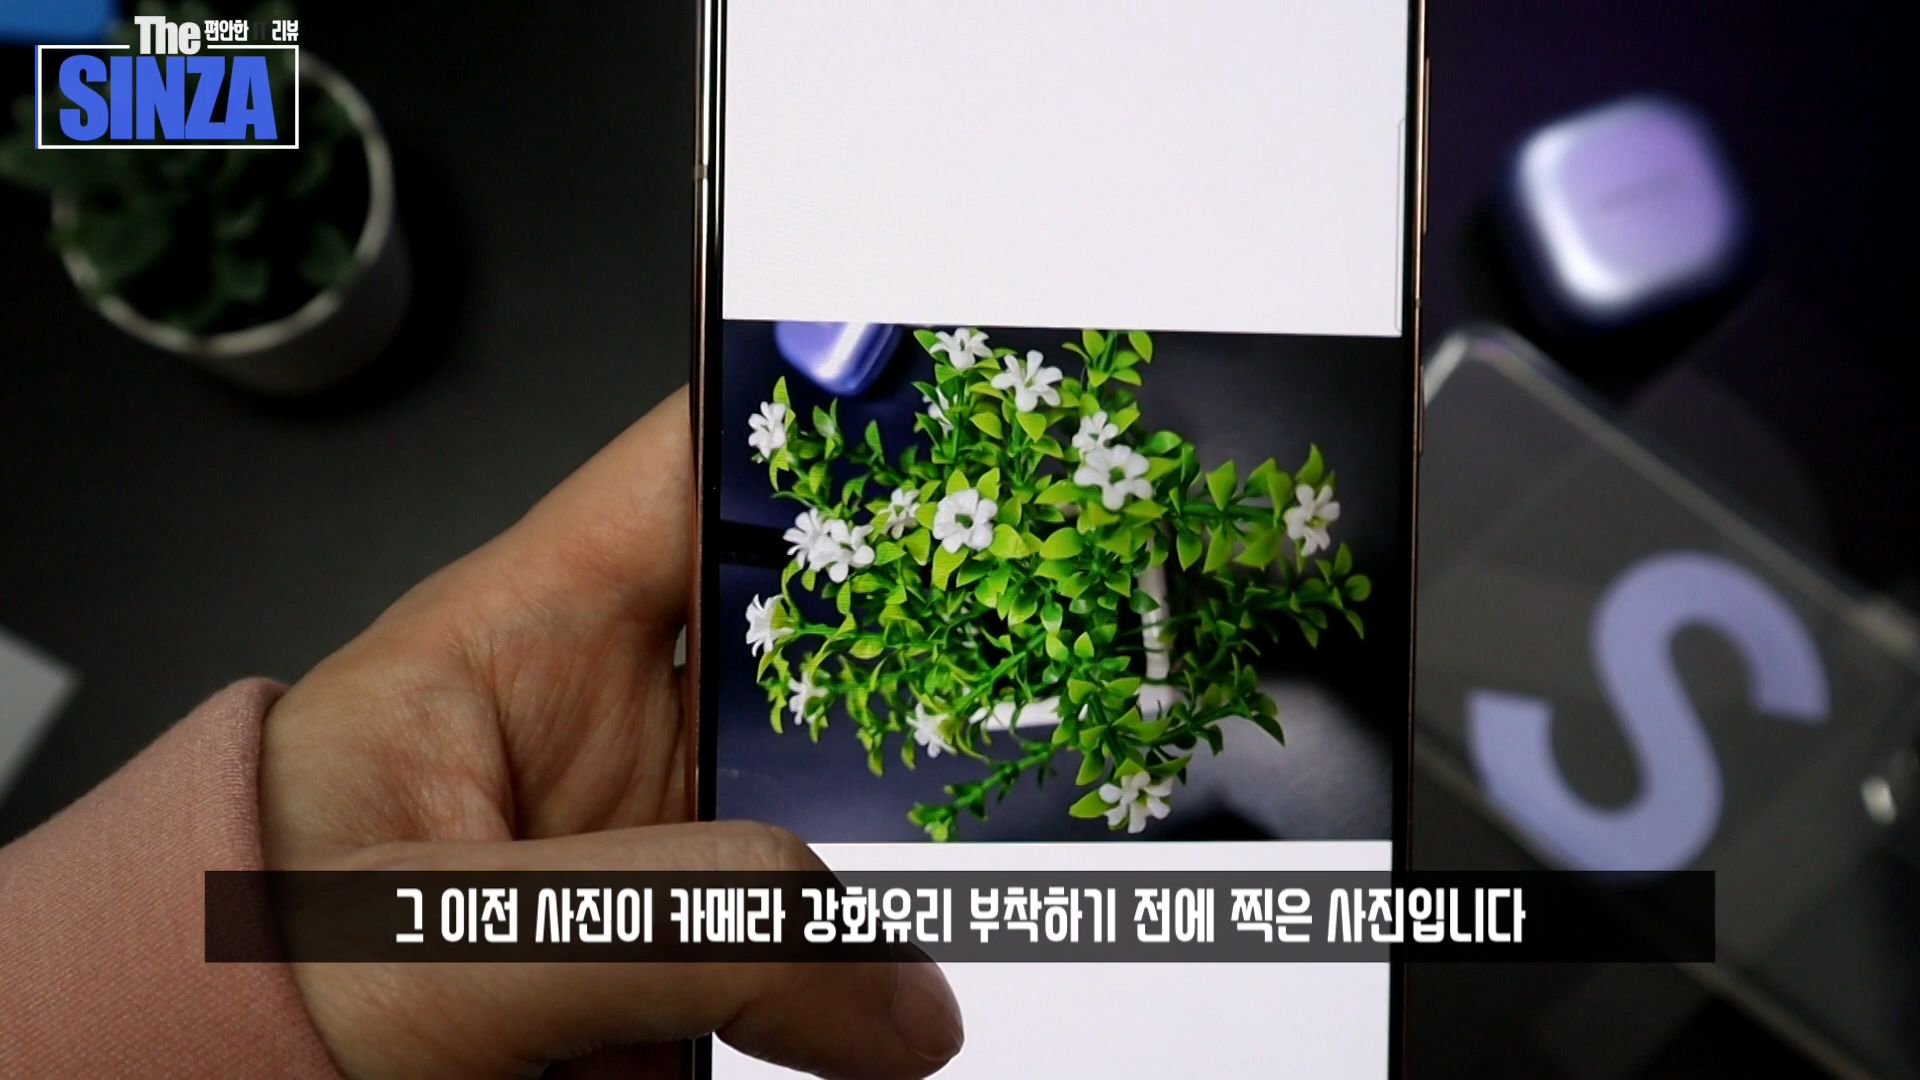 The 편안한 IT 리뷰
SINZA
그 이전 사진이 카메라 강화유리 부착하기 전에 찍은 사진입니다
S